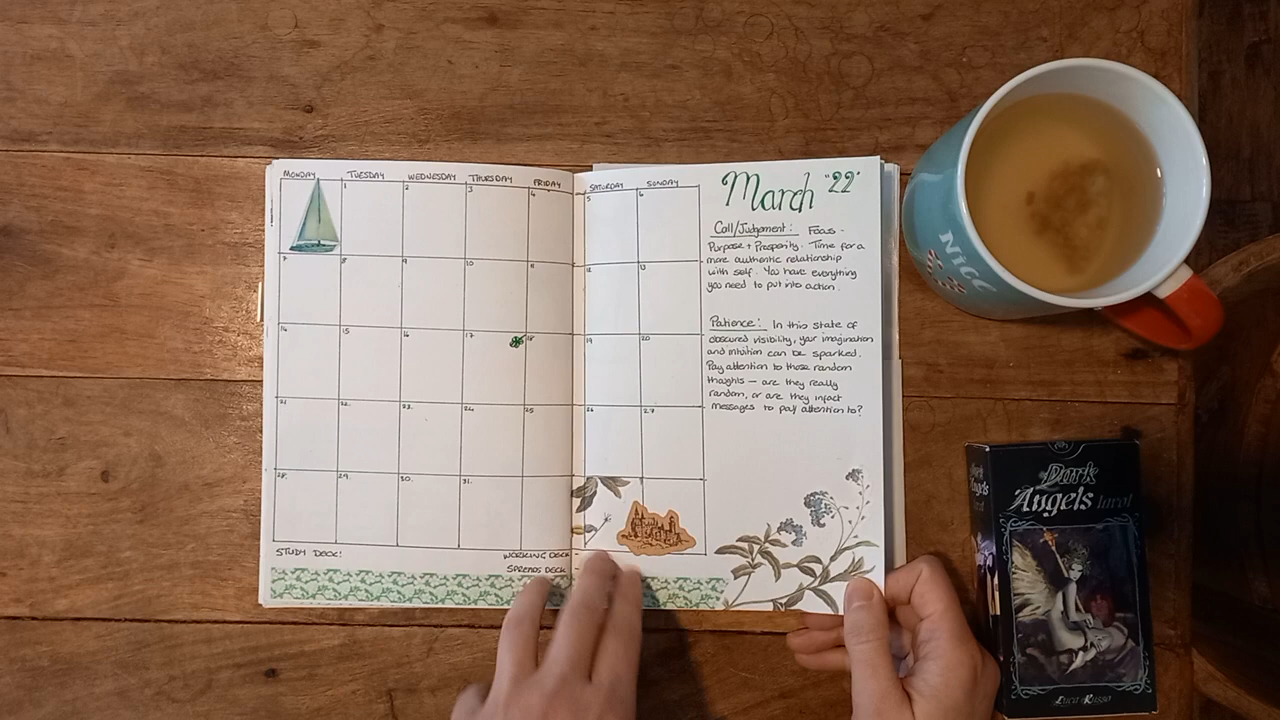 MONDAY TUESDAY WEDNESDAY THURSDAY FRIDAY SATURDAY SUNDAY
1 2 3 4 5 6
7 8 9 10 11 12 13
14 15 16 17 18 19 20
21 22. 23. 24 25 26 27
28. 29. 30. 31.
STUDY DECK:
WORKING DECK
SPREADS DECK
March "22"
Call/Judgement: Focus -
Purpose + Prosperity. Time for a
more authentic relationship
with self. You have everything
you need to put into action.
Patience: In this state of
obscured visibility, your imagination
and intuition can be sparked.
Pay attention to those random
thoughts — are they really
random, or are they infact
messages to pay attention to?
NICE
Dark
Angels tarot
Luca Russo